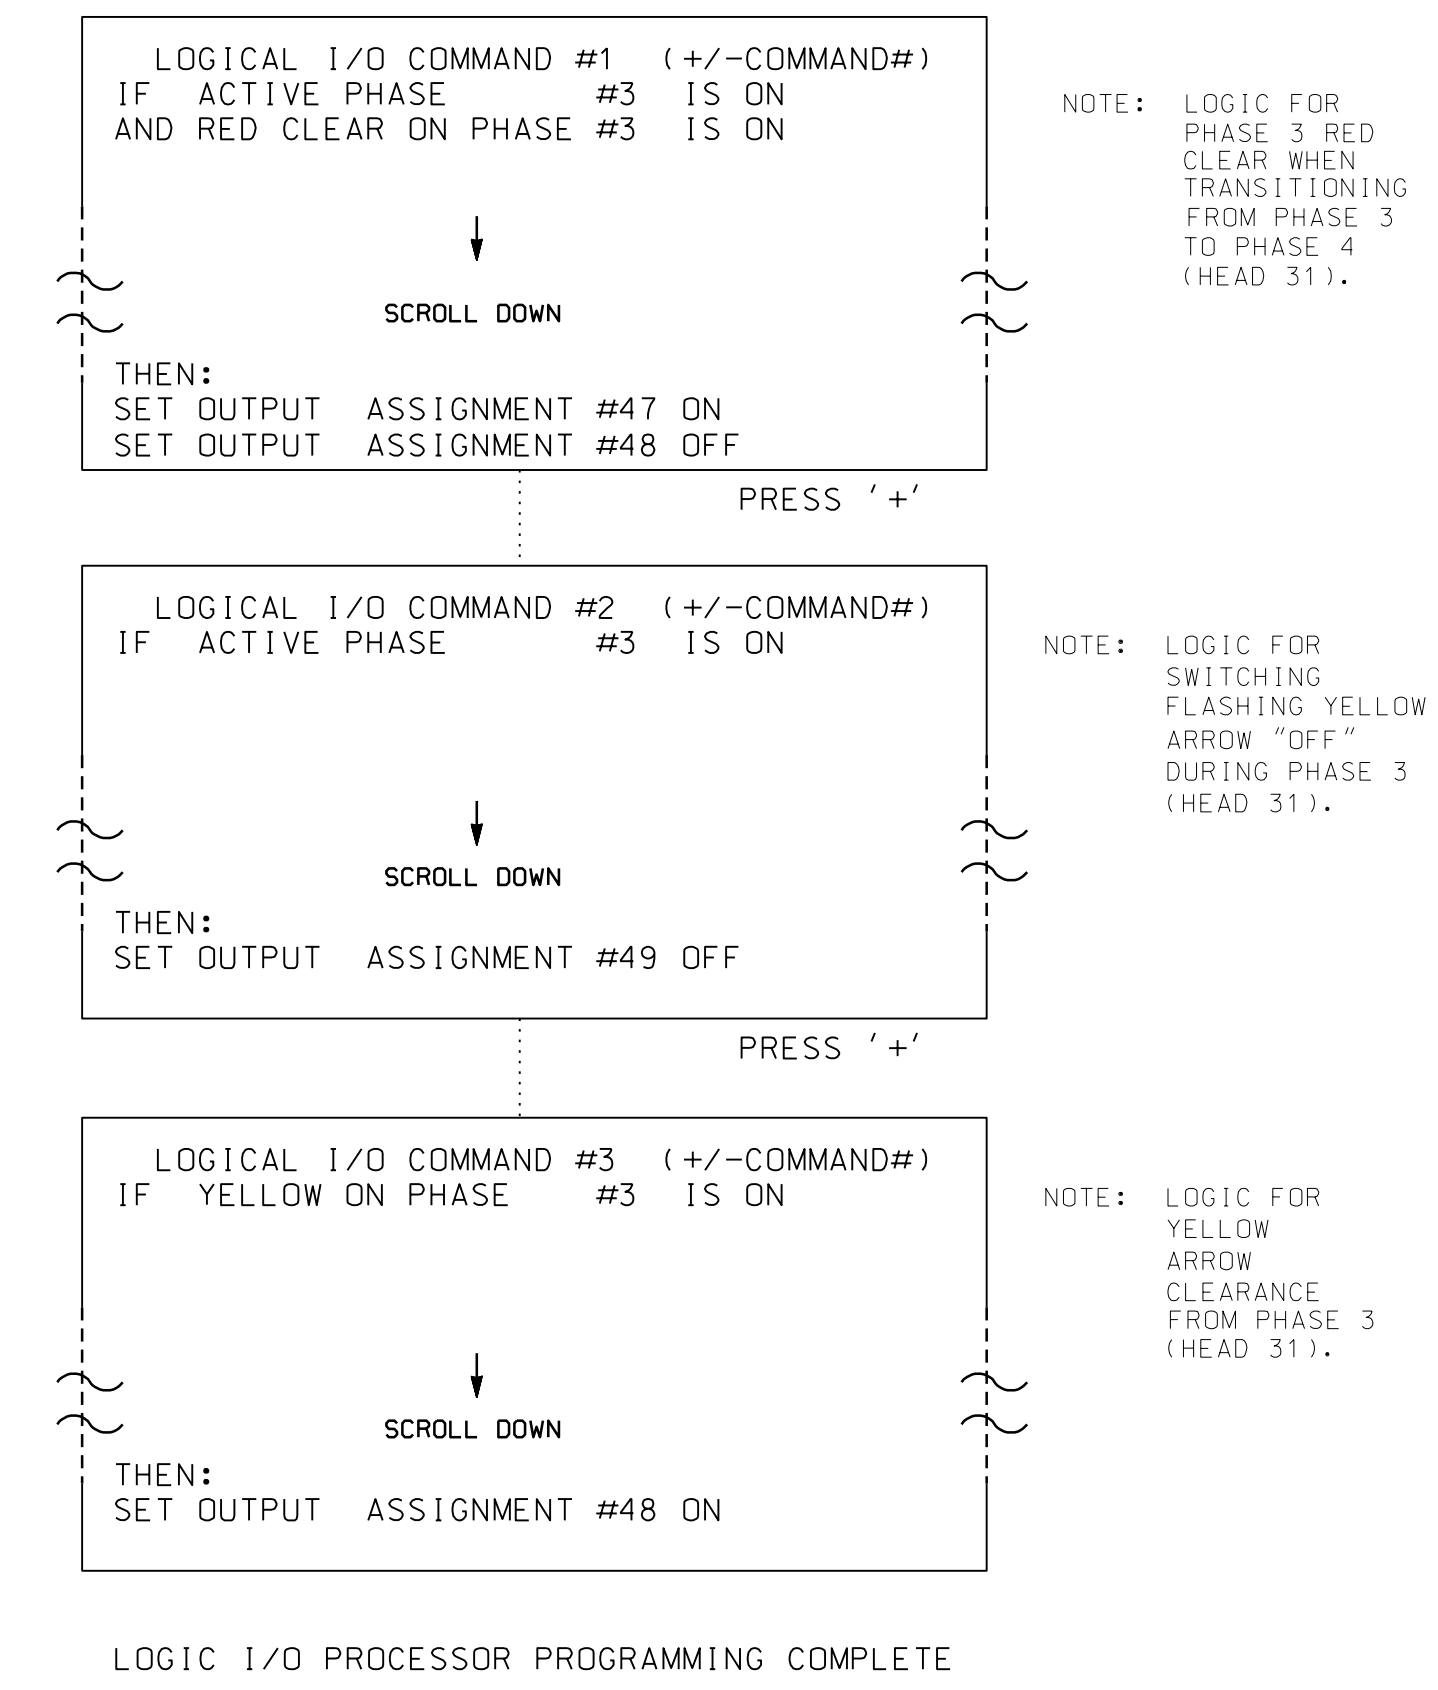 LOGICAL I/O COMMAND #1 (+/-COMMAND#)
IF ACTIVE PHASE #3 IS ON
AND RED CLEAR ON PHASE #3 IS ON
SCROLL DOWN
THEN:
SET OUTPUT ASSIGNMENT #47 ON
SET OUTPUT ASSIGNMENT #48 OFF
NOTE: LOGIC FOR
PHASE 3 RED
CLEAR WHEN
TRANSITIONING
FROM PHASE 3
TO PHASE 4
(HEAD 31).
PRESS '+'
LOGICAL I/O COMMAND #2 (+/-COMMAND#)
IF ACTIVE PHASE #3 IS ON
SCROLL DOWN
THEN:
SET OUTPUT ASSIGNMENT #49 OFF
NOTE: LOGIC FOR
SWITCHING
FLASHING YELLOW
ARROW "OFF"
DURING PHASE 3
(HEAD 31).
PRESS '+'
LOGICAL I/O COMMAND #3 (+/-COMMAND#)
IF YELLOW ON PHASE #3 IS ON
SCROLL DOWN
THEN:
SET OUTPUT ASSIGNMENT #48 ON
NOTE: LOGIC FOR
YELLOW
ARROW
CLEARANCE
FROM PHASE 3
(HEAD 31).
LOGIC I/O PROCESSOR PROGRAMMING COMPLETE